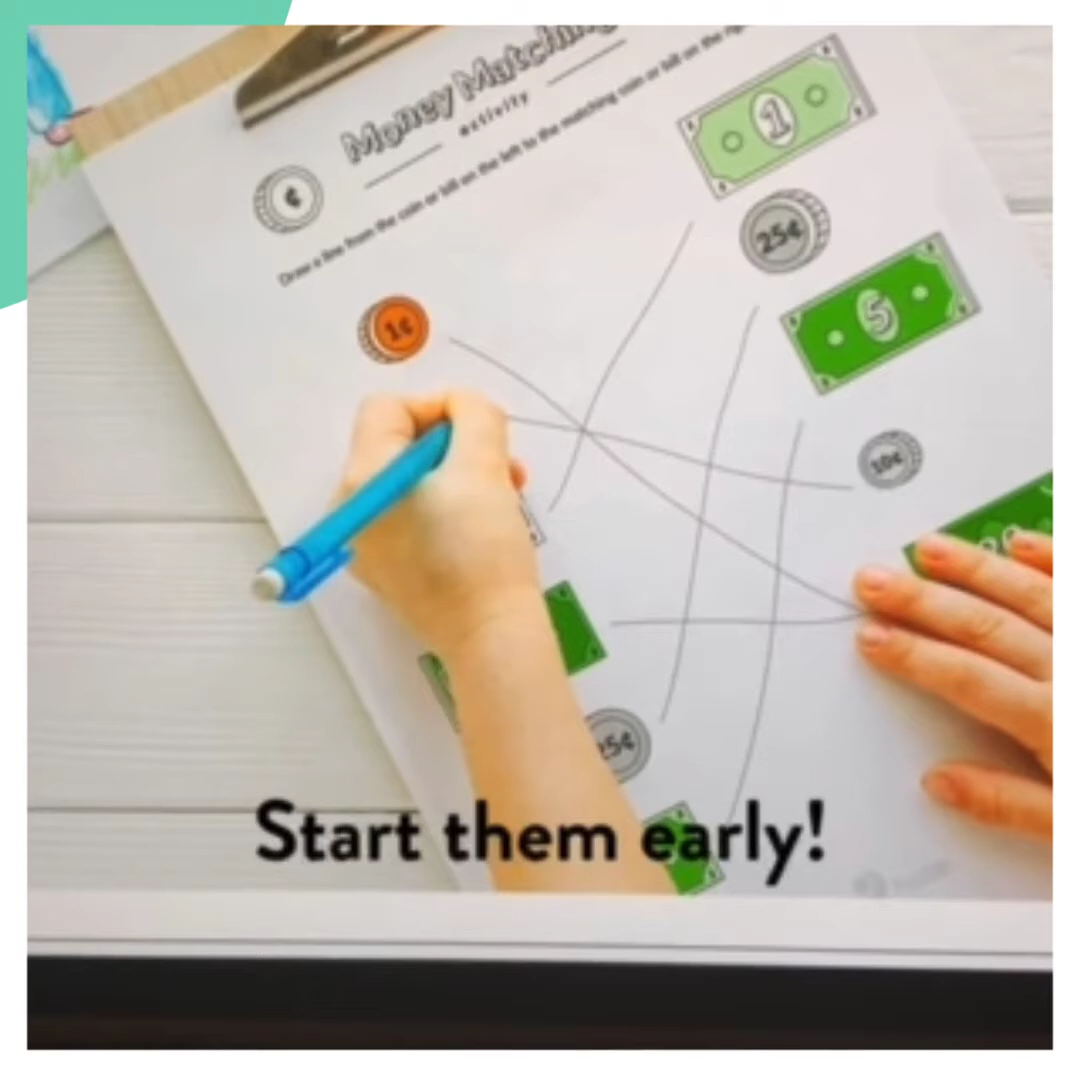 Money Matching
activity
¢
Draw a line from the coin or bill on the left to the matching coin or bill on the
1
25¢
1¢
5
10¢
25¢
Start them early!